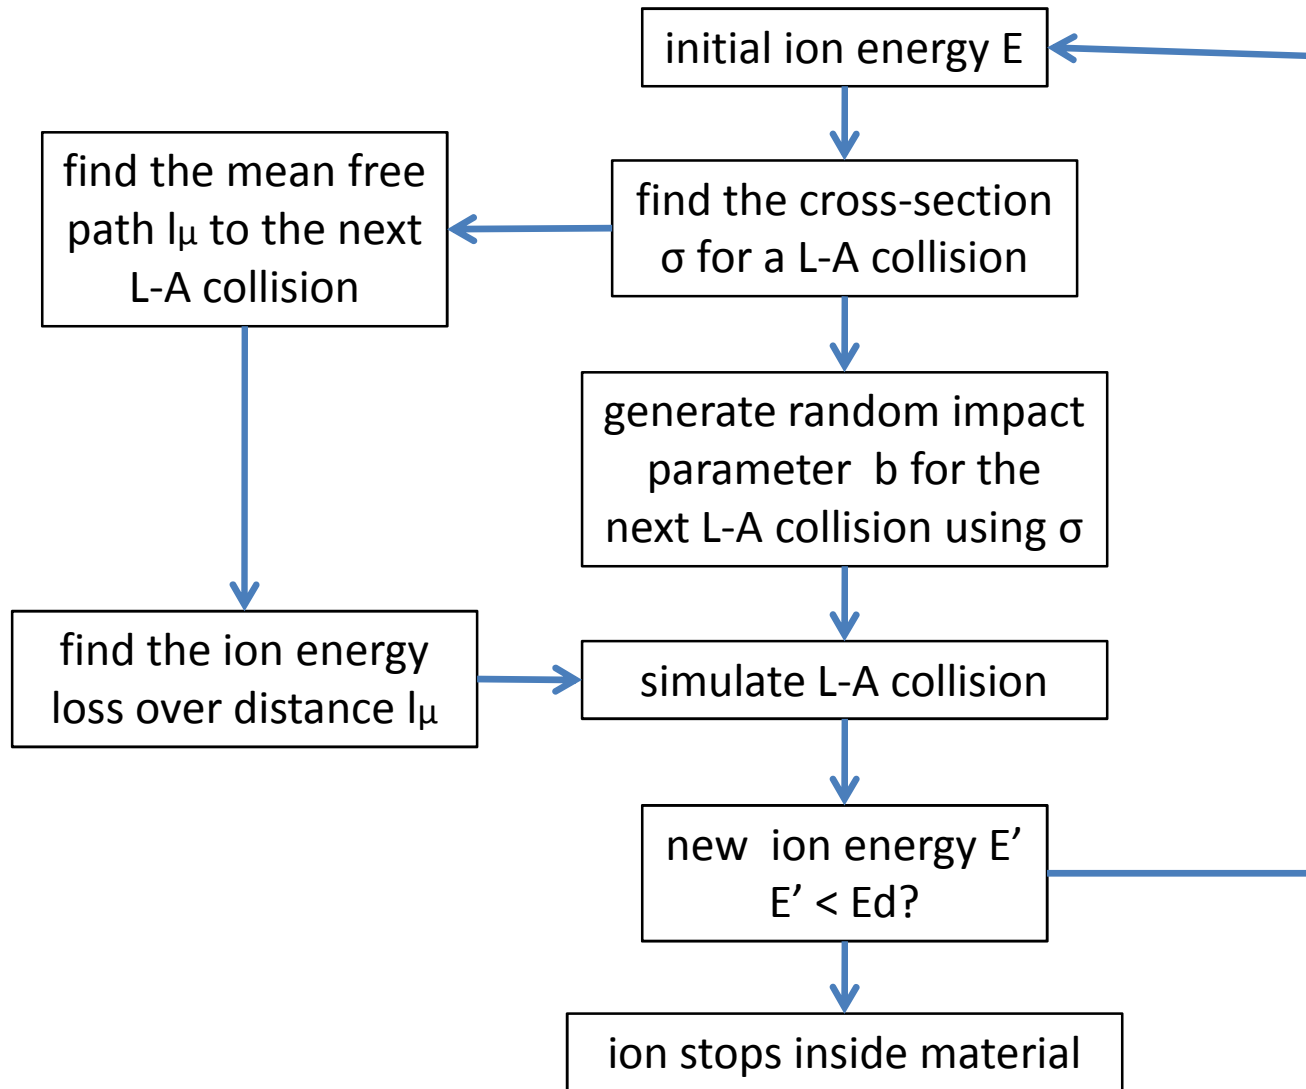 initial ion energy E
find the mean free
path lμ to the next
L-A collision
find the cross-section
σ for a L-A collision
generate random impact
parameter  b for the
next L-A collision using σ
find the ion energy
loss over distance lμ
simulate L-A collision
new  ion energy E’
E’ < Ed?
ion stops inside material